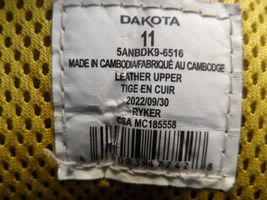 DAKOTA
11
5ANBDK9-6516
MADE IN CAMBODIA/FABRIQUÉ AU CAMBODGE
LEATHER UPPER
TIGE EN CUIR
2022/09/30
RYKER
CSA MC185558